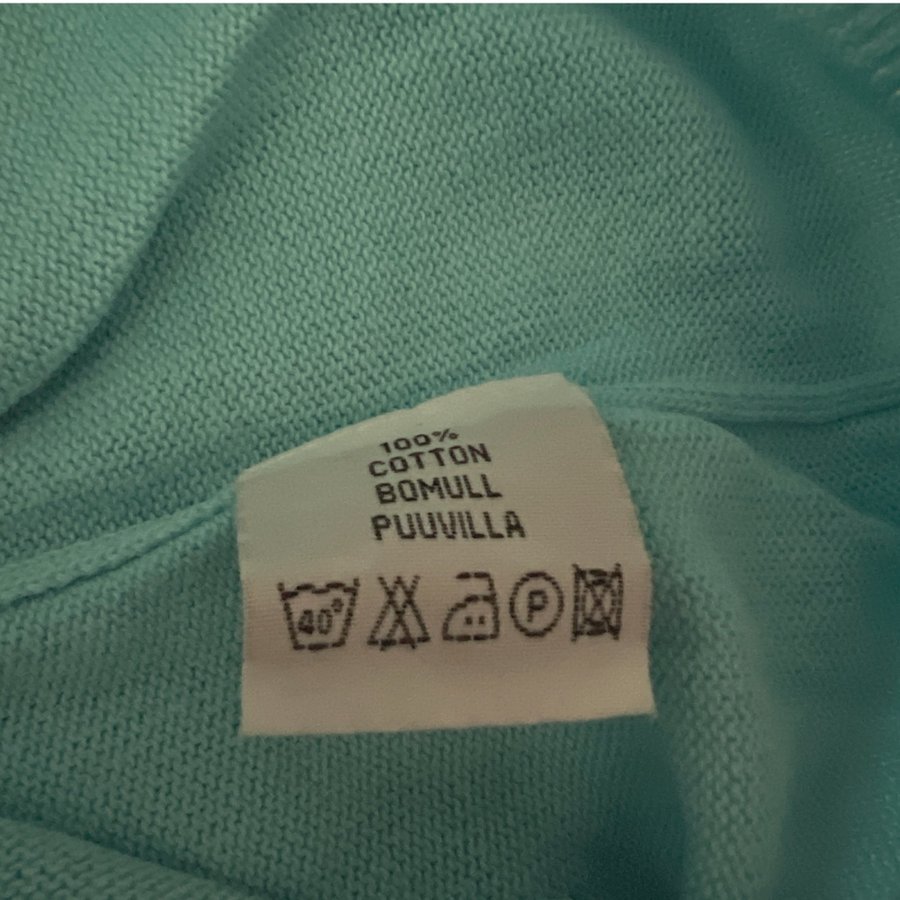 100%
COTTON
BOMULL
PUUVILLA
40° P